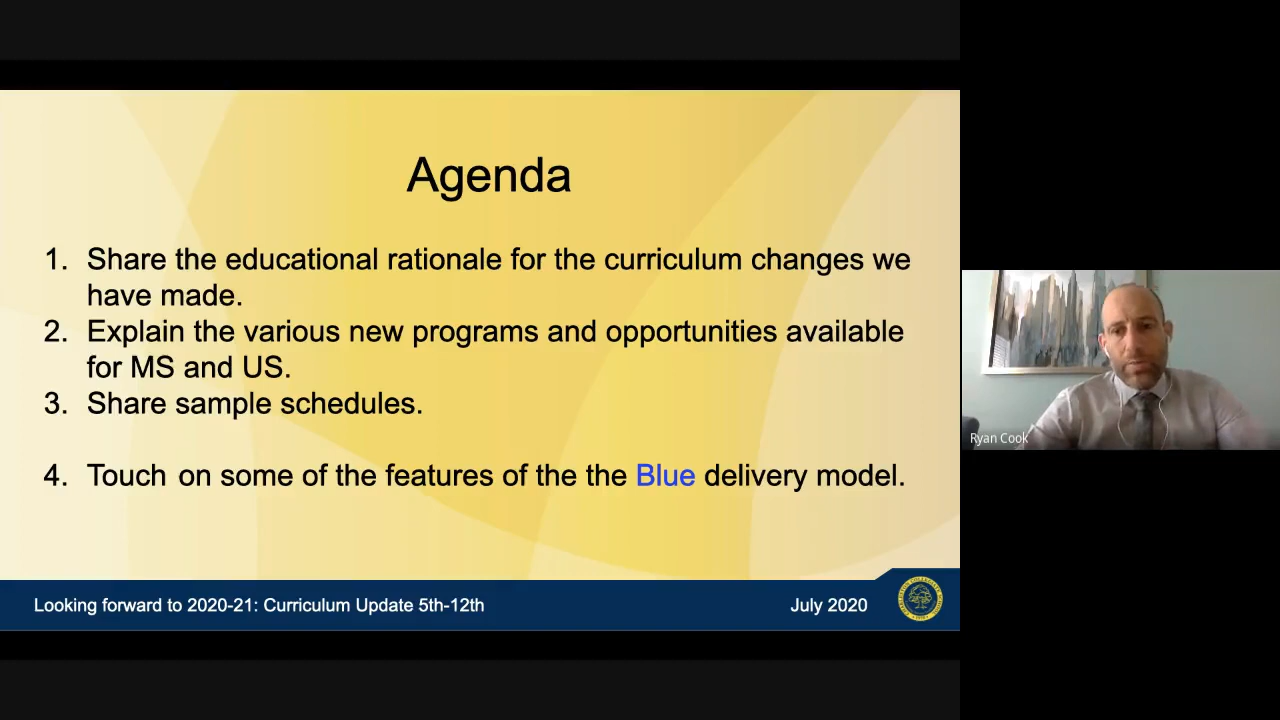 Agenda
1. Share the educational rationale for the curriculum changes we
have made.
2. Explain the various new programs and opportunities available
for MS and US.
3. Share sample schedules.
4. Touch on some of the features of the the Blue delivery model.
Ryan Cook
Looking forward to 2020-21: Curriculum Update 5th-12th
July 2020